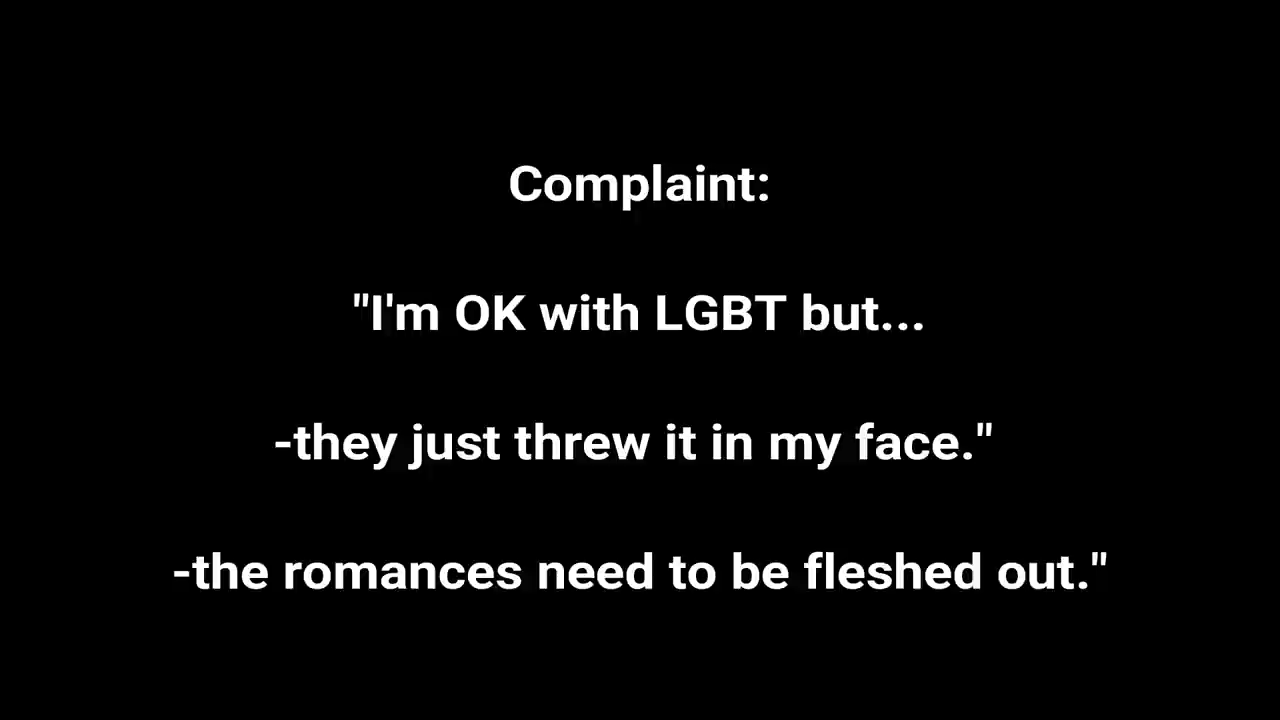 Complaint:
"I'm OK with LGBT but...
-they just threw it in my face."
-the romances need to be fleshed out."